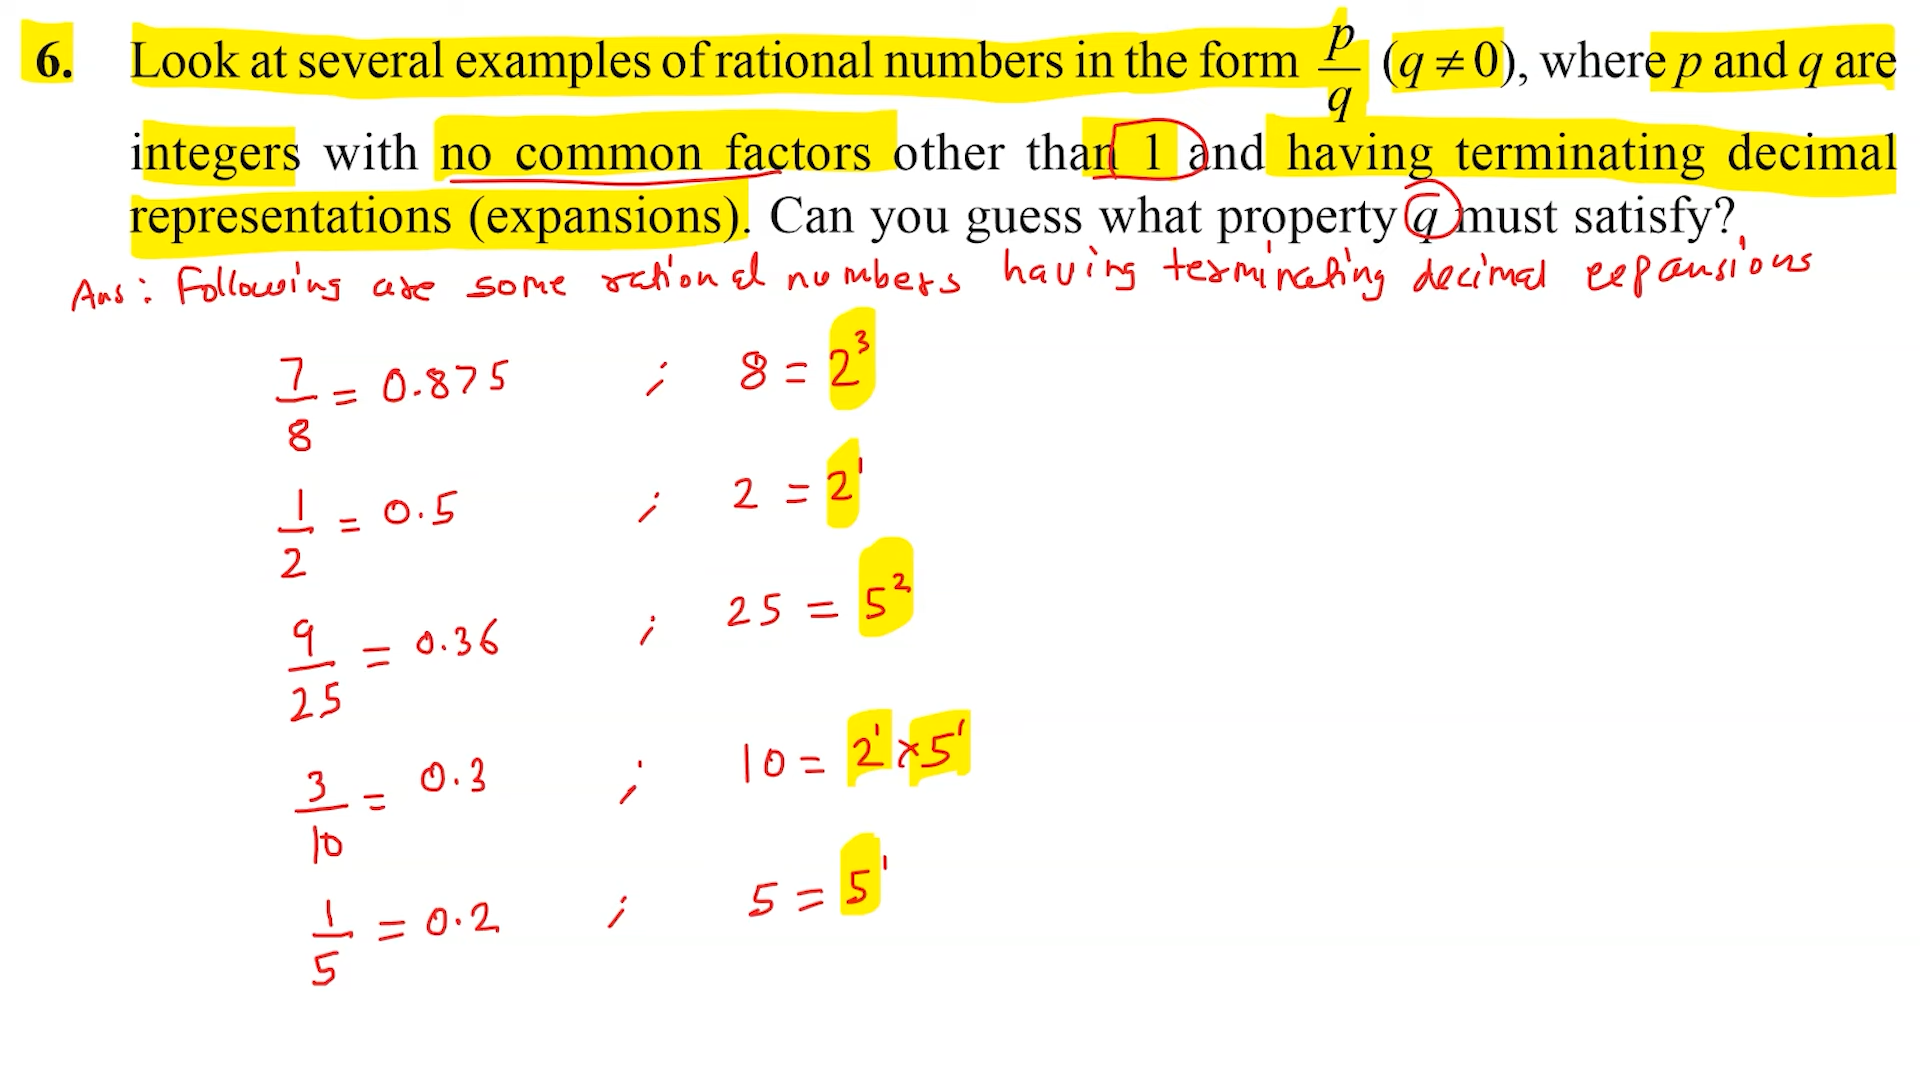 6. Look at several examples of rational numbers in the form p/q (q ≠ 0), where p and q are
integers with no common factors other than 1 and having terminating decimal
representations (expansions). Can you guess what property q must satisfy?
Ans: Following are some rational numbers having terminating decimal expansions
7/8 = 0.875 ; 8 = 2³
1/2 = 0.5 ; 2 = 2¹
9/25 = 0.36 ; 25 = 5²
3/10 = 0.3 ; 10 = 2¹ × 5¹
1/5 = 0.2 ; 5 = 5¹